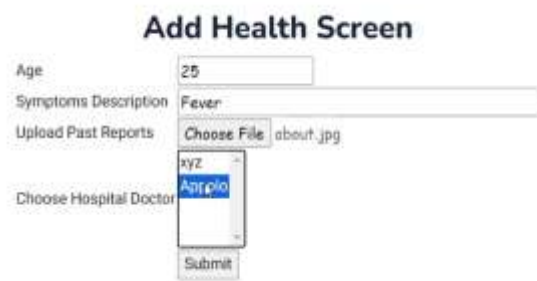 Add Health Screen
Age 25
Symptoms Description Fever
Upload Past Reports Choose File about.jpg
xyz
Choose Hospital Doctor Appolo
Submit